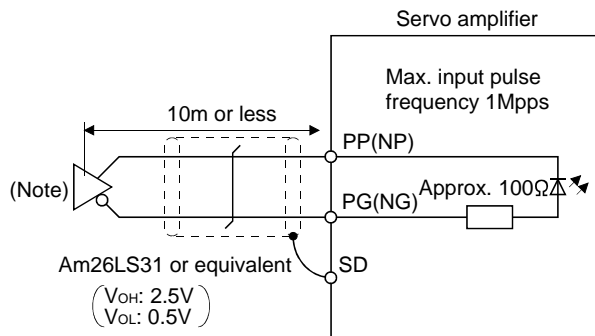 Servo amplifier
Max. input pulse
frequency 1Mpps
10m or less
PP(NP)
(Note)
PG(NG)
Approx. 100Ω
Am26LS31 or equivalent
SD
VOH: 2.5V
VOL: 0.5V